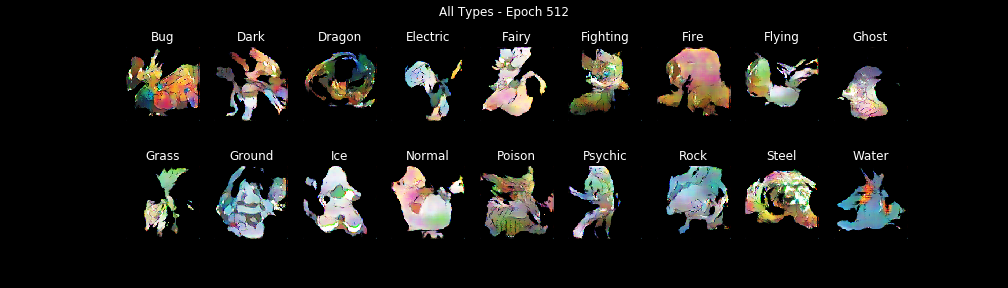 All Types - Epoch 512
Bug Dark Dragon Electric Fairy Fighting Fire Flying Ghost
Grass Ground Ice Normal Poison Psychic Rock Steel Water